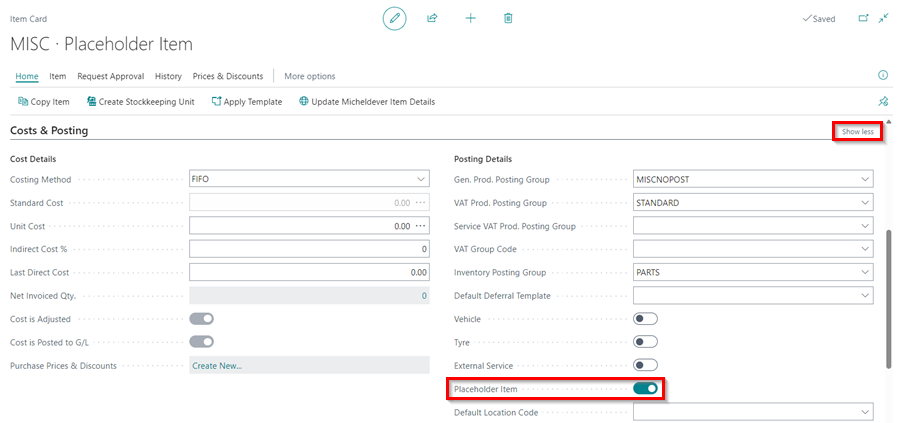 Item Card
Saved
MISC · Placeholder Item
Home Item Request Approval History Prices & Discounts More options
Copy Item Create Stockkeeping Unit Apply Template Update Micheldever Item Details
Costs & Posting Show less
Cost Details
Costing Method FIFO
Standard Cost 0.00 ···
Unit Cost 0.00 ···
Indirect Cost % 0
Last Direct Cost 0.00
Net Invoiced Qty. 0
Cost is Adjusted
Cost is Posted to G/L
Purchase Prices & Discounts Create New...
Posting Details
Gen. Prod. Posting Group MISCNOPOST
VAT Prod. Posting Group STANDARD
Service VAT Prod. Posting Group
VAT Group Code
Inventory Posting Group PARTS
Default Deferral Template
Vehicle
Tyre
External Service
Placeholder Item
Default Location Code